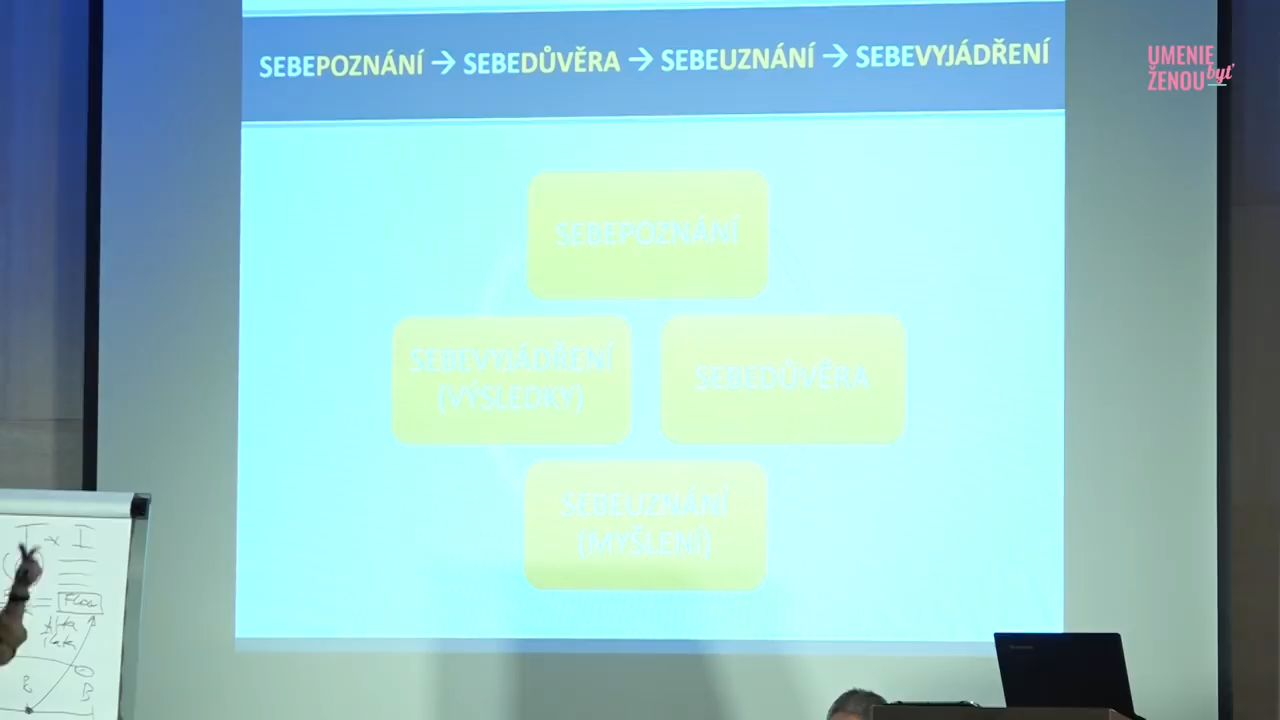 SEBEPOZNÁNÍ → SEBEDŮVĚRA → SEBEUZNÁNÍ → SEBEVYJÁDŘENÍ
UMENIE
byť
ŽENOU
SEBEPOZNÁNÍ
SEBEVYJÁDŘENÍ
(VÝSLEDKY)
SEBEDŮVĚRA
SEBEUZNÁNÍ
(MYŠLENÍ)